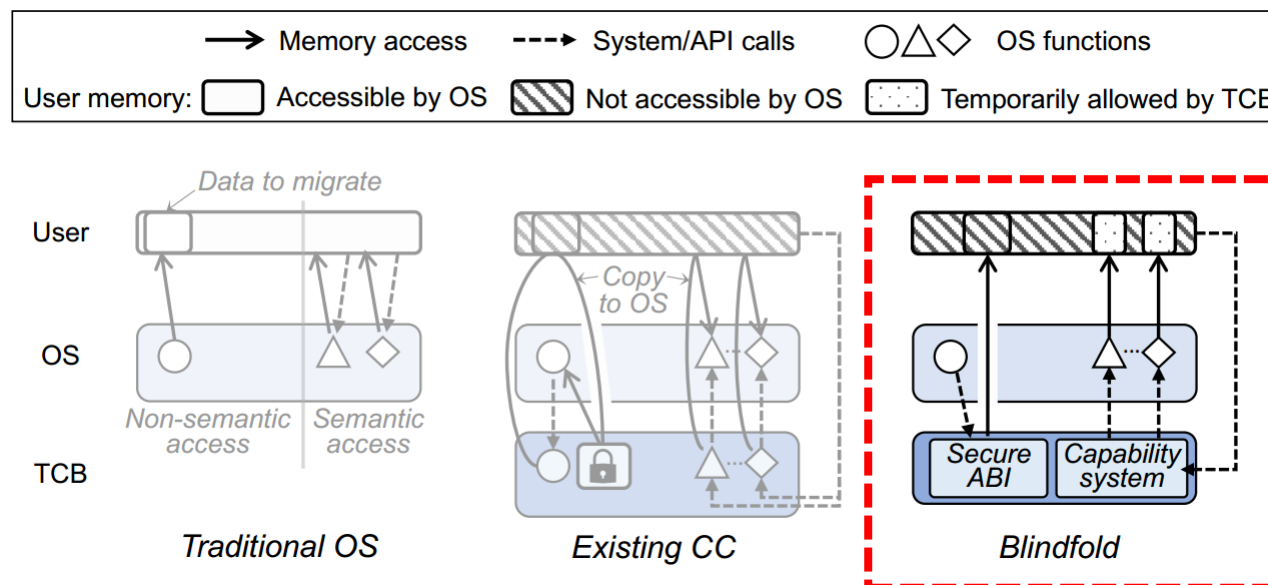 Memory access System/API calls OS functions
User memory: Accessible by OS Not accessible by OS Temporarily allowed by TCB
Data to migrate
User
Copy
to OS
OS
Non-semantic
access
Semantic
access
TCB
Secure
ABI
Capability
system
Traditional OS Existing CC Blindfold